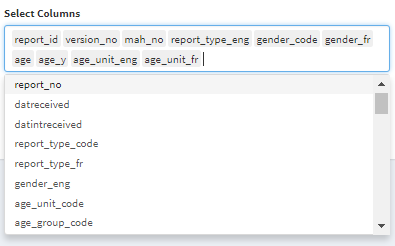 Select Columns
report_id version_no mah_no report_type_eng gender_code gender_fr
age age_y age_unit_eng age_unit_fr
report_no
datreceived
datintreceived
report_type_code
report_type_fr
gender_eng
age_unit_code
age_group_code